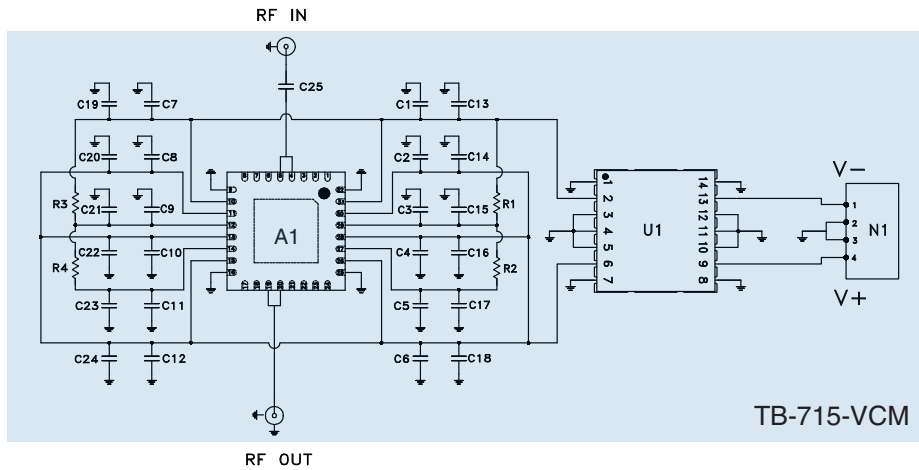 RF IN
C25
C19 C7 C1 C13
C20 C8 C2 C14
R3 C21 C9 C3 C15 R1
A1
R4 C22 C10 C4 C16 R2
C23 C11 C5 C17
C24 C12 C6 C18
1 2 3 4 5 6 7
U1
14 13 12 11 10 9 8
V-
1
2
3
4
N1
V+
TB-715-VCM
RF OUT